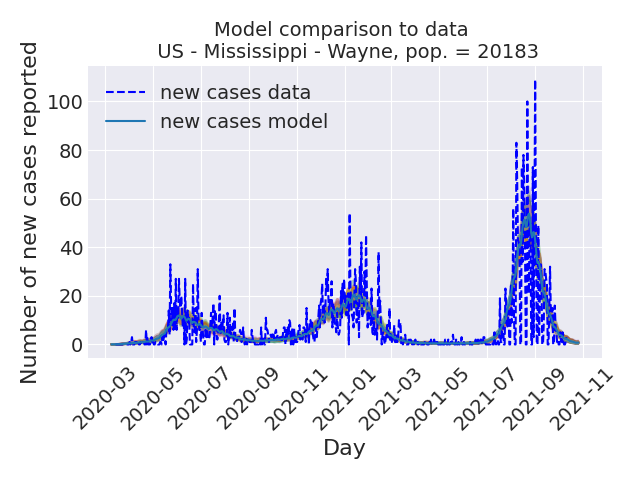 Model comparison to data
US - Mississippi - Wayne, pop. = 20183
Number of new cases reported
100
80
60
40
20
0
new cases data
new cases model
2020-03
2020-05
2020-07
2020-09
2020-11
2021-01
2021-03
2021-05
2021-07
2021-09
2021-11
Day